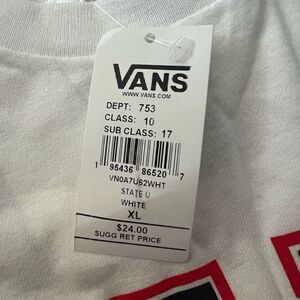 VANS
WWW.VANS.COM
DEPT: 753
CLASS: 10
SUB CLASS: 17
1 95436 86520 7
VN0A7U62WHT
STATE U
WHITE
XL
$24.00
SUGG RET PRICE